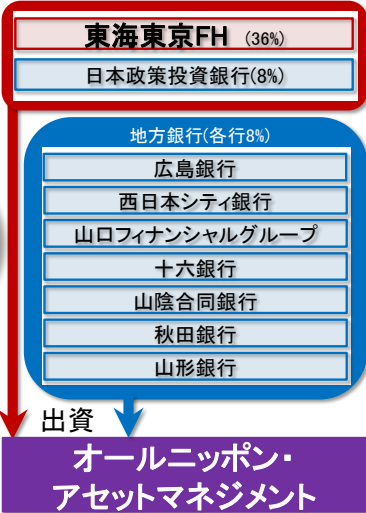 東海東京FH (36%)
日本政策投資銀行(8%)
地方銀行(各行8%)
広島銀行
西日本シティ銀行
山口フィナンシャルグループ
十六銀行
山陰合同銀行
秋田銀行
山形銀行
出資
オールニッポン・
アセットマネジメント